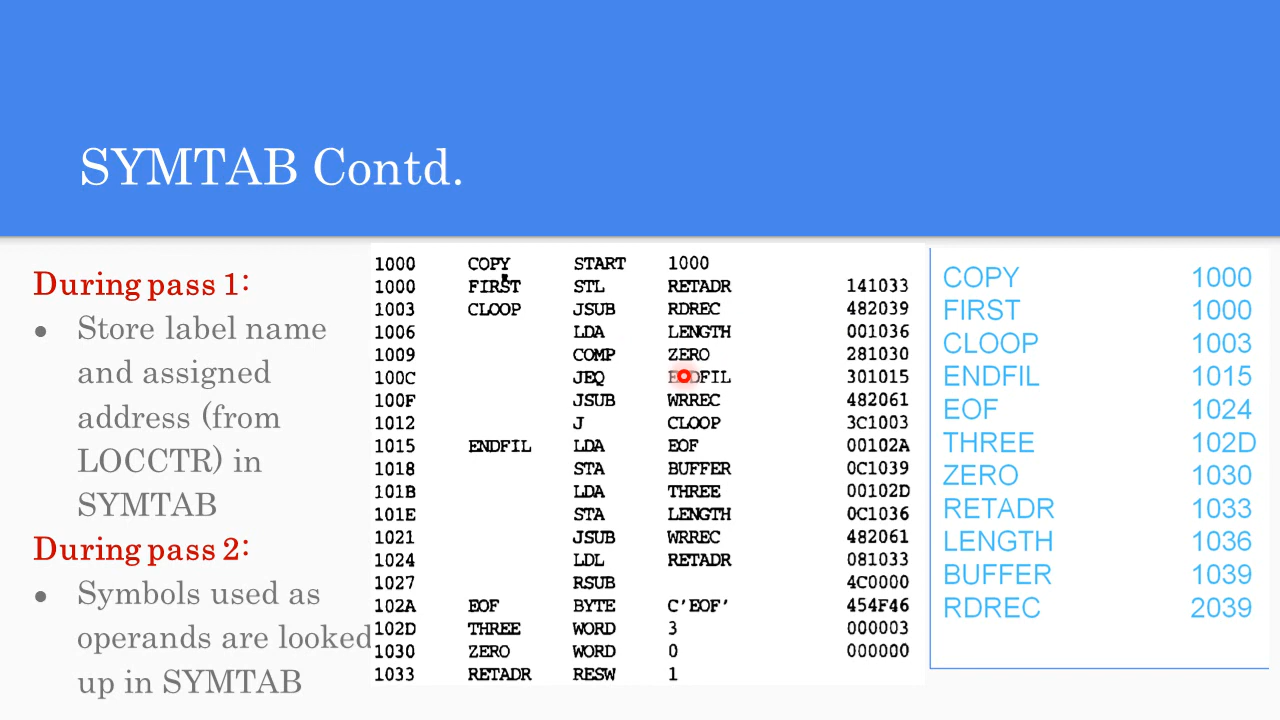 SYMTAB Contd.
During pass 1:
● Store label name
and assigned
address (from
LOCCTR) in
SYMTAB
During pass 2:
● Symbols used as
operands are looked
up in SYMTAB
1000 COPY START 1000
1000 FIRST STL RETADR 141033
1003 CLOOP JSUB RDREC 482039
1006 LDA LENGTH 001036
1009 COMP ZERO 281030
100C JEQ ENDFIL 301015
100F JSUB WRREC 482061
1012 J CLOOP 3C1003
1015 ENDFIL LDA EOF 00102A
1018 STA BUFFER 0C1039
101B LDA THREE 00102D
101E STA LENGTH 0C1036
1021 JSUB WRREC 482061
1024 LDL RETADR 081033
1027 RSUB 4C0000
102A EOF BYTE C'EOF' 454F46
102D THREE WORD 3 000003
1030 ZERO WORD 0 000000
1033 RETADR RESW 1
COPY 1000
FIRST 1000
CLOOP 1003
ENDFIL 1015
EOF 1024
THREE 102D
ZERO 1030
RETADR 1033
LENGTH 1036
BUFFER 1039
RDREC 2039